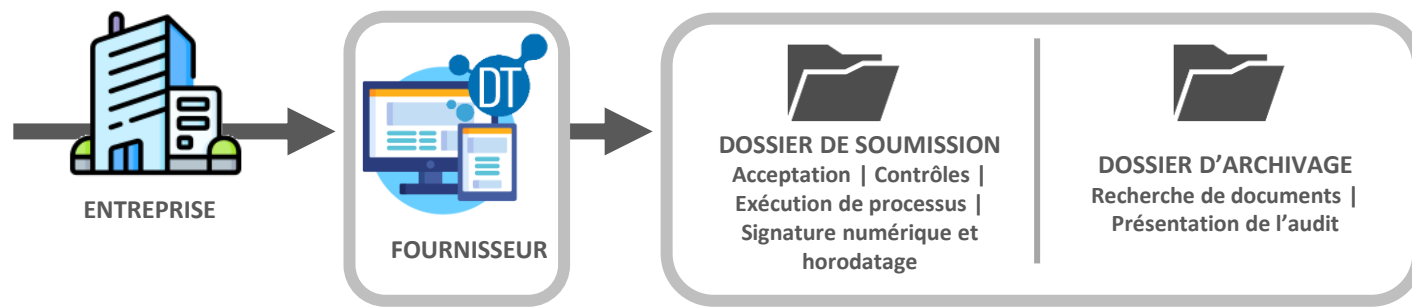 ENTREPRISE
DT
FOURNISSEUR
DOSSIER DE SOUMISSION
Acceptation | Contrôles |
Exécution de processus |
Signature numérique et
horodatage
DOSSIER D’ARCHIVAGE
Recherche de documents |
Présentation de l’audit